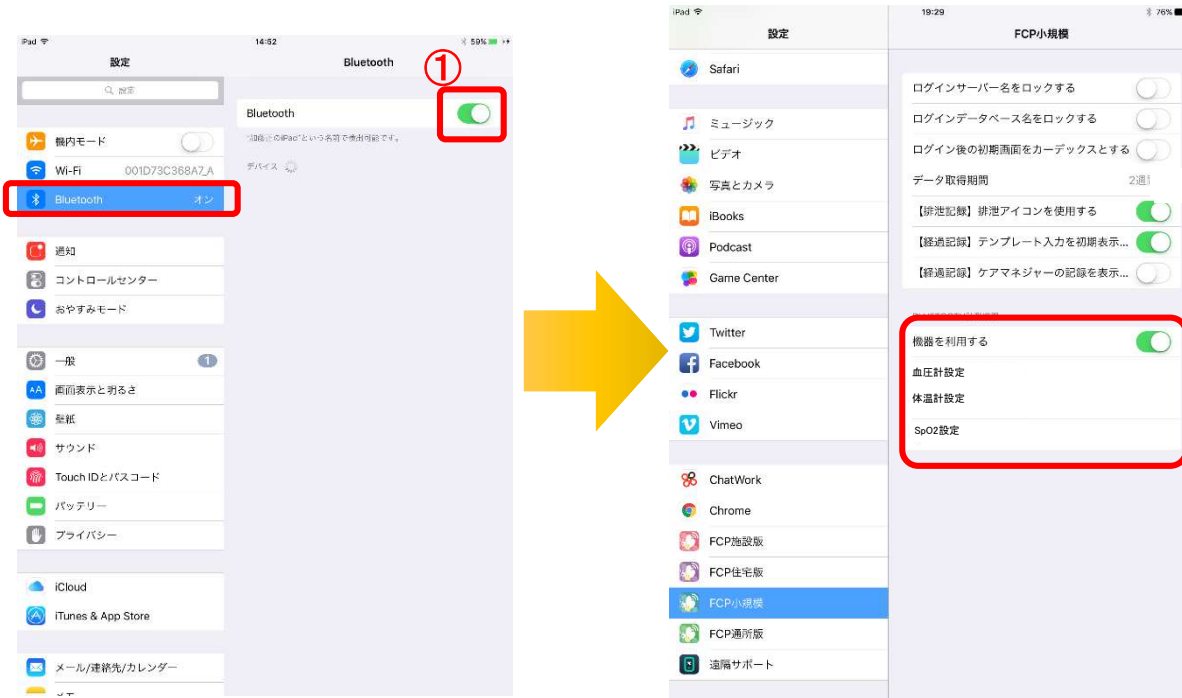 iPad 14:52 59%
設定 Bluetooth
①
設定
機内モード
Wi-Fi 001D73C368A7_A
Bluetooth オン
通知
コントロールセンター
おやすみモード
一般 1
画面表示と明るさ
壁紙
サウンド
Touch IDとパスコード
バッテリー
プライバシー
iCloud
iTunes & App Store
メール/連絡先/カレンダー
Bluetooth
という名前で検出可能です。
デバイス
iPad 19:29 76%
設定 FCP小規模
Safari
ミュージック
ビデオ
写真とカメラ
iBooks
Podcast
Game Center
Twitter
Facebook
Flickr
Vimeo
ChatWork
Chrome
FCP施設版
FCP住宅版
FCP小規模
FCP通所版
遠隔サポート
ログインサーバー名をロックする
ログインデータベース名をロックする
ログイン後の初期画面をカーデックスとする
データ取得期間 2週
【排泄記録】排泄アイコンを使用する
【経過記録】テンプレート入力を初期表示...
【経過記録】ケアマネジャーの記録を表示...
機器を利用する
血圧計設定
体温計設定
SpO2設定